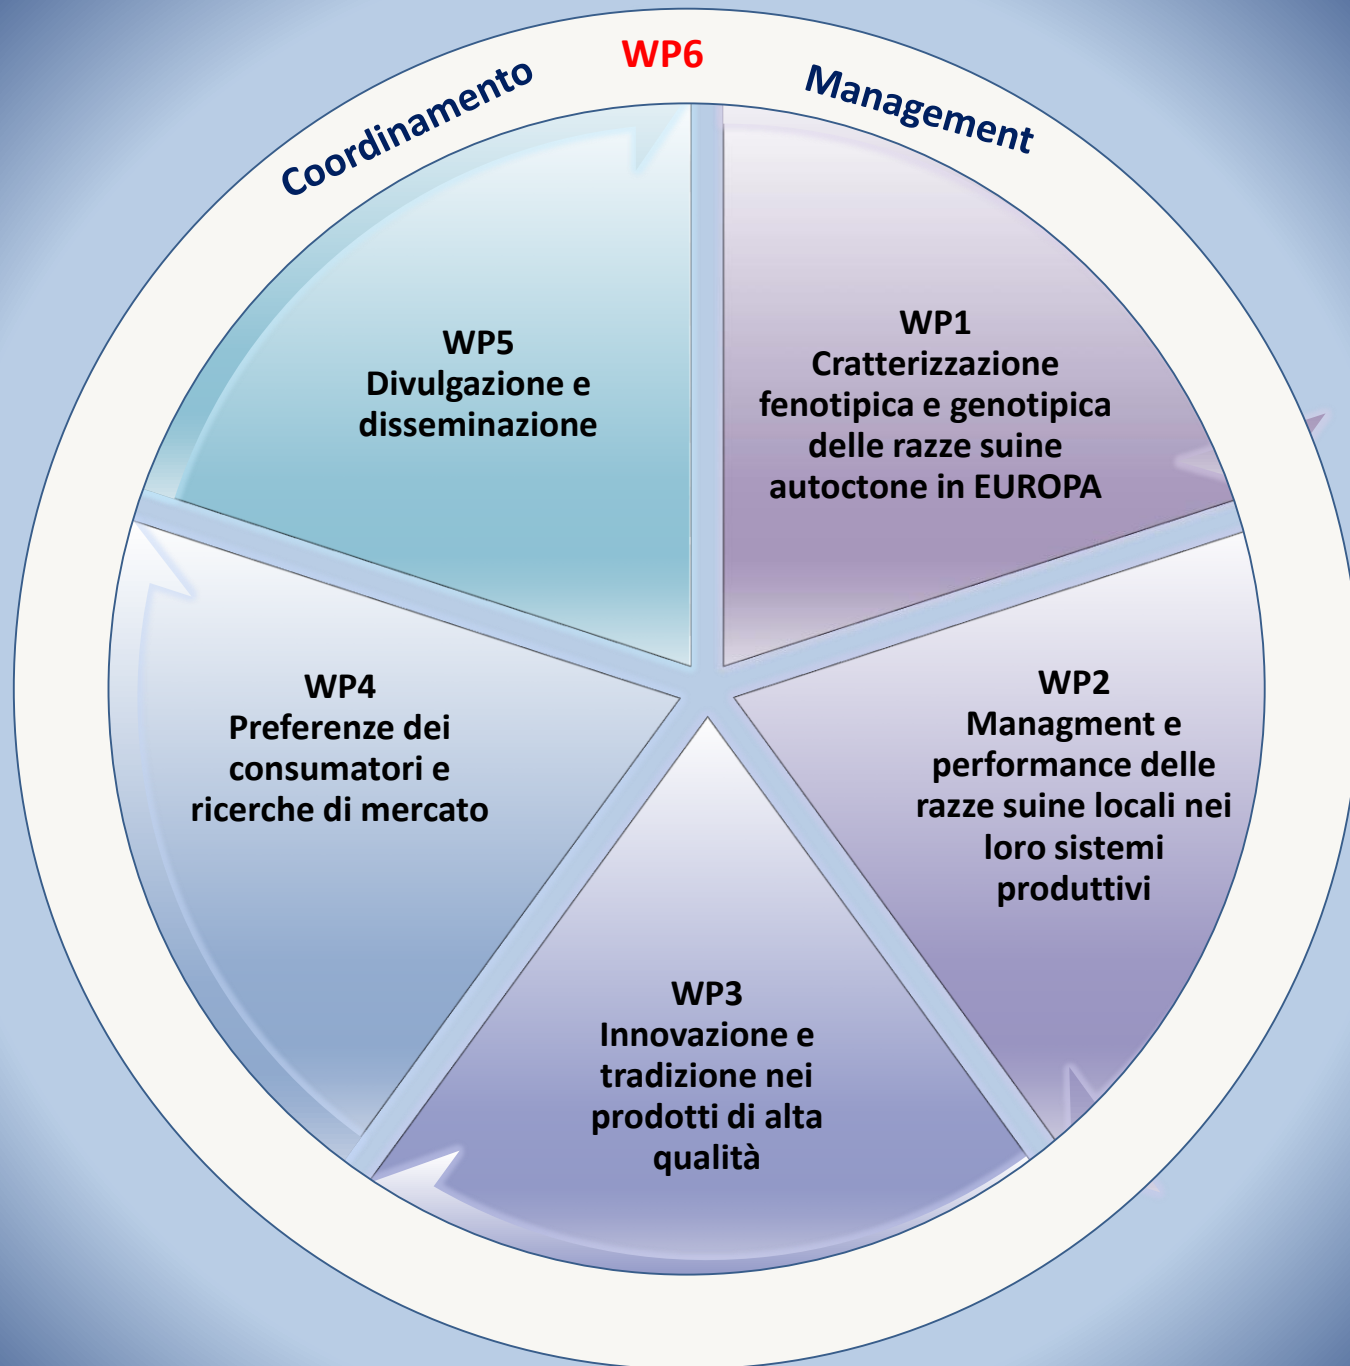 WP6
Coordinamento
Management
WP5
Divulgazione e
disseminazione
WP1
Cratterizzazione
fenotipica e genotipica
delle razze suine
autoctone in EUROPA
WP4
Preferenze dei
consumatori e
ricerche di mercato
WP2
Managment e
performance delle
razze suine locali nei
loro sistemi
produttivi
WP3
Innovazione e
tradizione nei
prodotti di alta
qualità